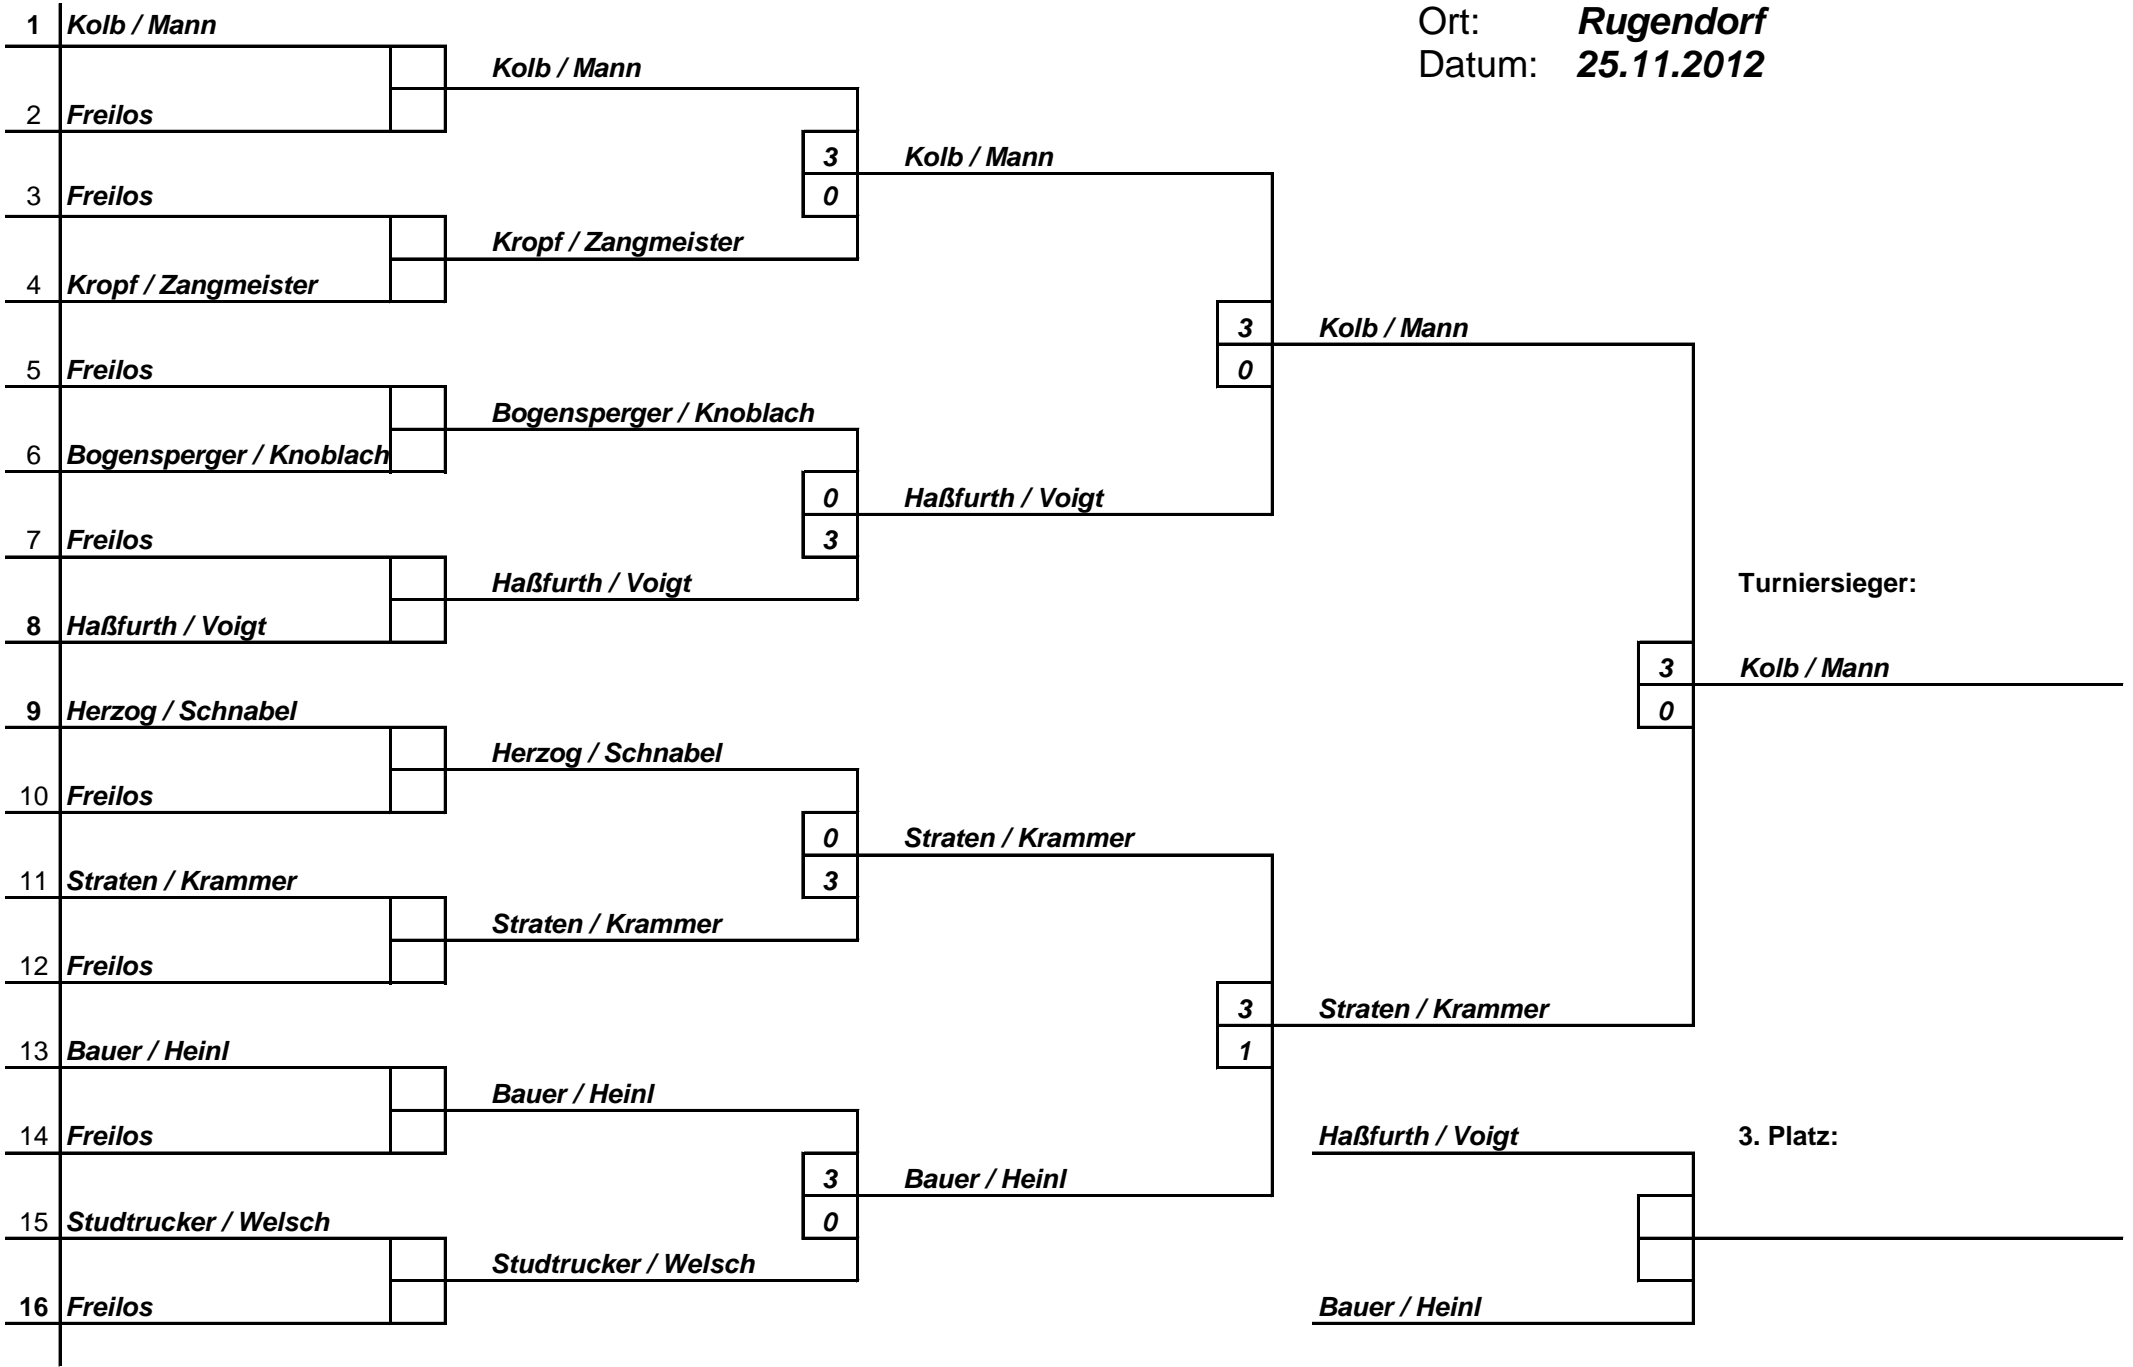 Ort: Rugendorf
Datum: 25.11.2012
1 Kolb / Mann
2 Freilos
3 Freilos
4 Kropf / Zangmeister
5 Freilos
6 Bogensperger / Knoblach
7 Freilos
8 Haßfurth / Voigt
9 Herzog / Schnabel
10 Freilos
11 Straten / Krammer
12 Freilos
13 Bauer / Heinl
14 Freilos
15 Studtrucker / Welsch
16 Freilos
Kolb / Mann
3
0
Kropf / Zangmeister
Bogensperger / Knoblach
0
3
Haßfurth / Voigt
Herzog / Schnabel
0
3
Straten / Krammer
Bauer / Heinl
3
0
Studtrucker / Welsch
Kolb / Mann
3
0
Haßfurth / Voigt
Straten / Krammer
3
1
Bauer / Heinl
Kolb / Mann
3
0
Straten / Krammer
Turniersieger:
Kolb / Mann
Haßfurth / Voigt
3. Platz:
Bauer / Heinl